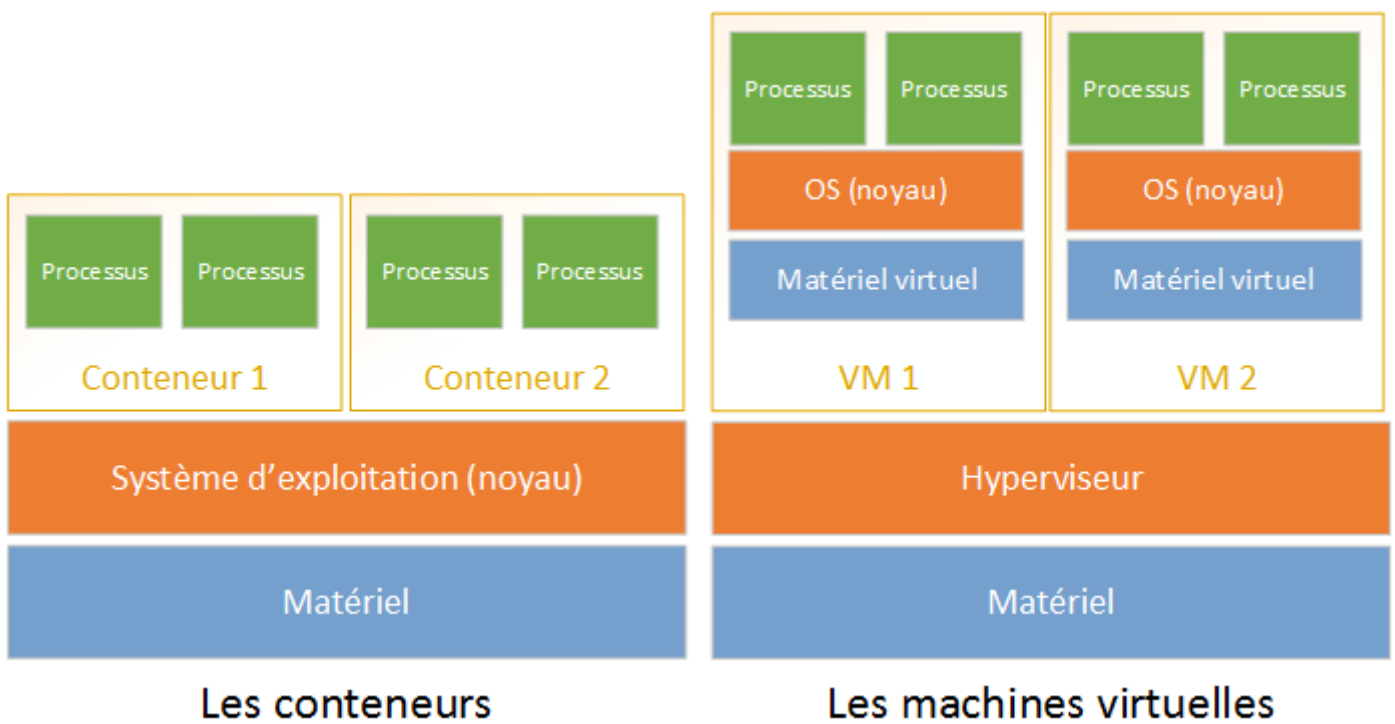 Processus Processus
Conteneur 1
Processus Processus
Conteneur 2
Système d’exploitation (noyau)
Matériel
Les conteneurs
Processus Processus
OS (noyau)
Matériel virtuel
VM 1
Processus Processus
OS (noyau)
Matériel virtuel
VM 2
Hyperviseur
Matériel
Les machines virtuelles